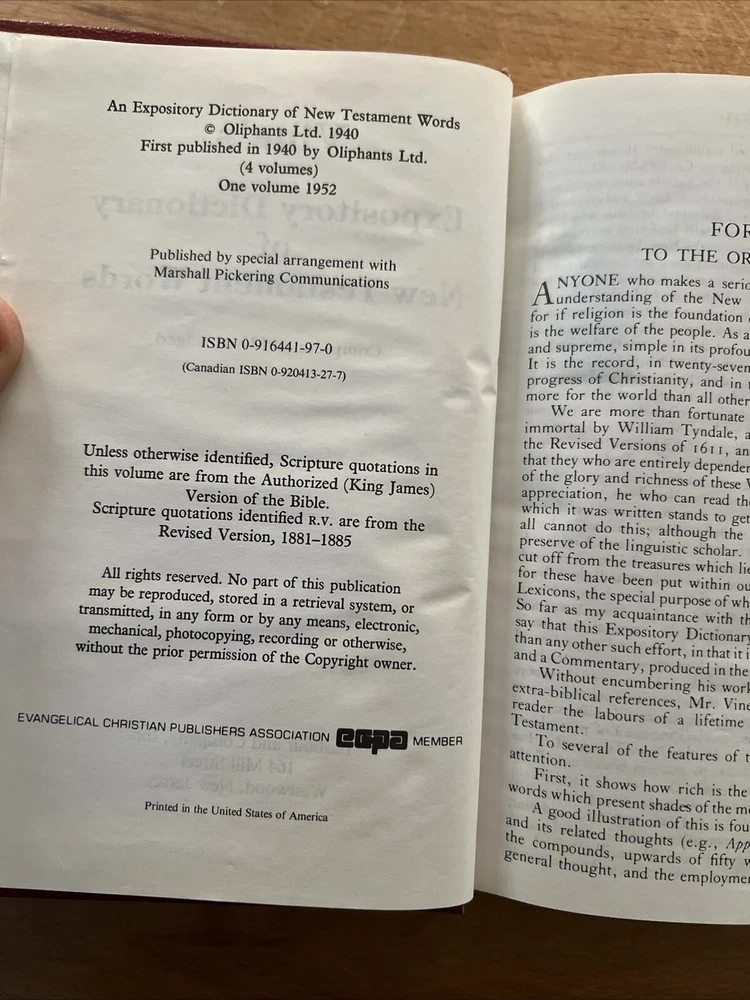 An Expository Dictionary of New Testament Words
© Oliphants Ltd. 1940
First published in 1940 by Oliphants Ltd.
(4 volumes)
One volume 1952
Published by special arrangement with
Marshall Pickering Communications
ISBN 0-916441-97-0
(Canadian ISBN 0-920413-27-7)
Unless otherwise identified, Scripture quotations in
this volume are from the Authorized (King James)
Version of the Bible.
Scripture quotations identified R.V. are from the
Revised Version, 1881–1885
All rights reserved. No part of this publication
may be reproduced, stored in a retrieval system, or
transmitted, in any form or by any means, electronic,
mechanical, photocopying, recording or otherwise,
without the prior permission of the Copyright owner.
EVANGELICAL CHRISTIAN PUBLISHERS ASSOCIATION ecpa MEMBER
Printed in the United States of America
FOR
TO THE OR
ANYONE who makes a serio
understanding of the New
for if religion is the foundation
is the welfare of the people. As a
and supreme, simple in its profou
It is the record, in twenty-seven
progress of Christianity, and in
more for the world than all other
We are more than fortunate
immortal by William Tyndale, a
the Revised Versions of 1611, an
that they who are entirely depender
of the glory and richness of these
appreciation, he who can read the
which it was written stands to get
all cannot do this; although the
preserve of the linguistic scholar.
cut off from the treasures which lie
for these have been put within ou
Lexicons, the special purpose of wh
So far as my acquaintance with th
say that this Expository Dictionary
than any other such effort, in that it i
and a Commentary, produced in the
Without encumbering his work
extra-biblical references, Mr. Vine
reader the labours of a lifetime
Testament.
To several of the features of t
attention.
First, it shows how rich is the
words which present shades of the m
A good illustration of this is fou
and its related thoughts (e.g., App
the compounds, upwards of fifty w
general thought, and the employmen